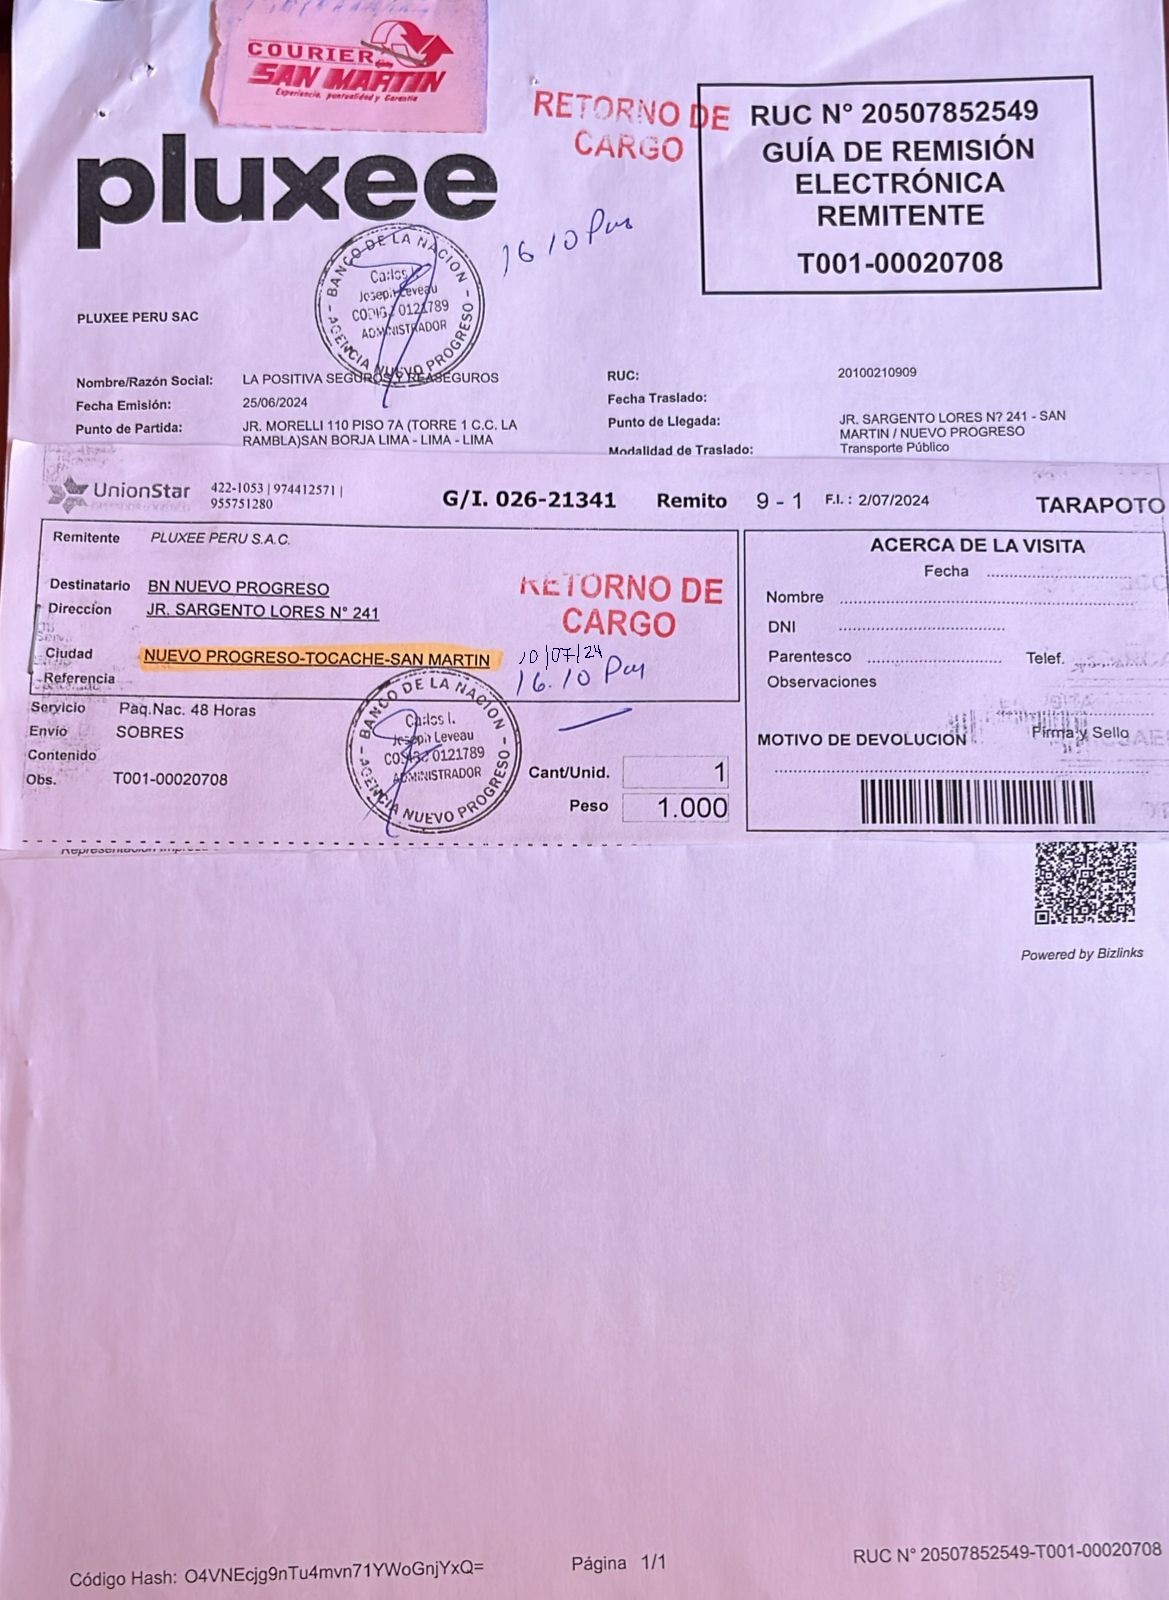 COURIER
SAN MARTIN
Experiencia, puntualidad y Garantía
pluxee
RETORNO DE
CARGO
RUC N° 20507852549
GUÍA DE REMISIÓN
ELECTRÓNICA
REMITENTE
T001-00020708
16 10 Pm
BANCO DE LA NACION
Carlos I.
Joseph Leveau
CODIGO 0121789
ADMINISTRADOR
AGENCIA NUEVO PROGRESO
PLUXEE PERU SAC
Nombre/Razón Social: LA POSITIVA SEGUROS Y REASEGUROS
Fecha Emisión: 25/06/2024
Punto de Partida: JR. MORELLI 110 PISO 7A (TORRE 1 C.C. LA
RAMBLA)SAN BORJA LIMA - LIMA - LIMA
RUC: 20100210909
Fecha Traslado:
Punto de Llegada: JR. SARGENTO LORES N? 241 - SAN
MARTIN / NUEVO PROGRESO
Modalidad de Traslado: Transporte Público
UnionStar
422-1053 | 974412571 |
955751280
G/I. 026-21341 Remito 9 - 1 F.I. : 2/07/2024 TARAPOTO
Remitente PLUXEE PERU S.A.C.
Destinatario BN NUEVO PROGRESO
Direccion JR. SARGENTO LORES N° 241
Ciudad NUEVO PROGRESO-TOCACHE-SAN MARTIN
Referencia
RETORNO DE
CARGO
10/07/24
16.10 Pm
Servicio Paq.Nac. 48 Horas
Envio SOBRES
Contenido
Obs. T001-00020708
BANCO DE LA NACION
Carlos I.
Joseph Leveau
CODIGO 0121789
ADMINISTRADOR
AGENCIA NUEVO PROGRESO
Cant/Unid. 1
Peso 1.000
ACERCA DE LA VISITA
Fecha
Nombre
DNI
Parentesco Telef.
Observaciones
Firma y Sello
MOTIVO DE DEVOLUCIÓN
Powered by Bizlinks
Código Hash: O4VNEcjg9nTu4mvn71YWoGnjYxQ=
Página 1/1
RUC N° 20507852549-T001-00020708